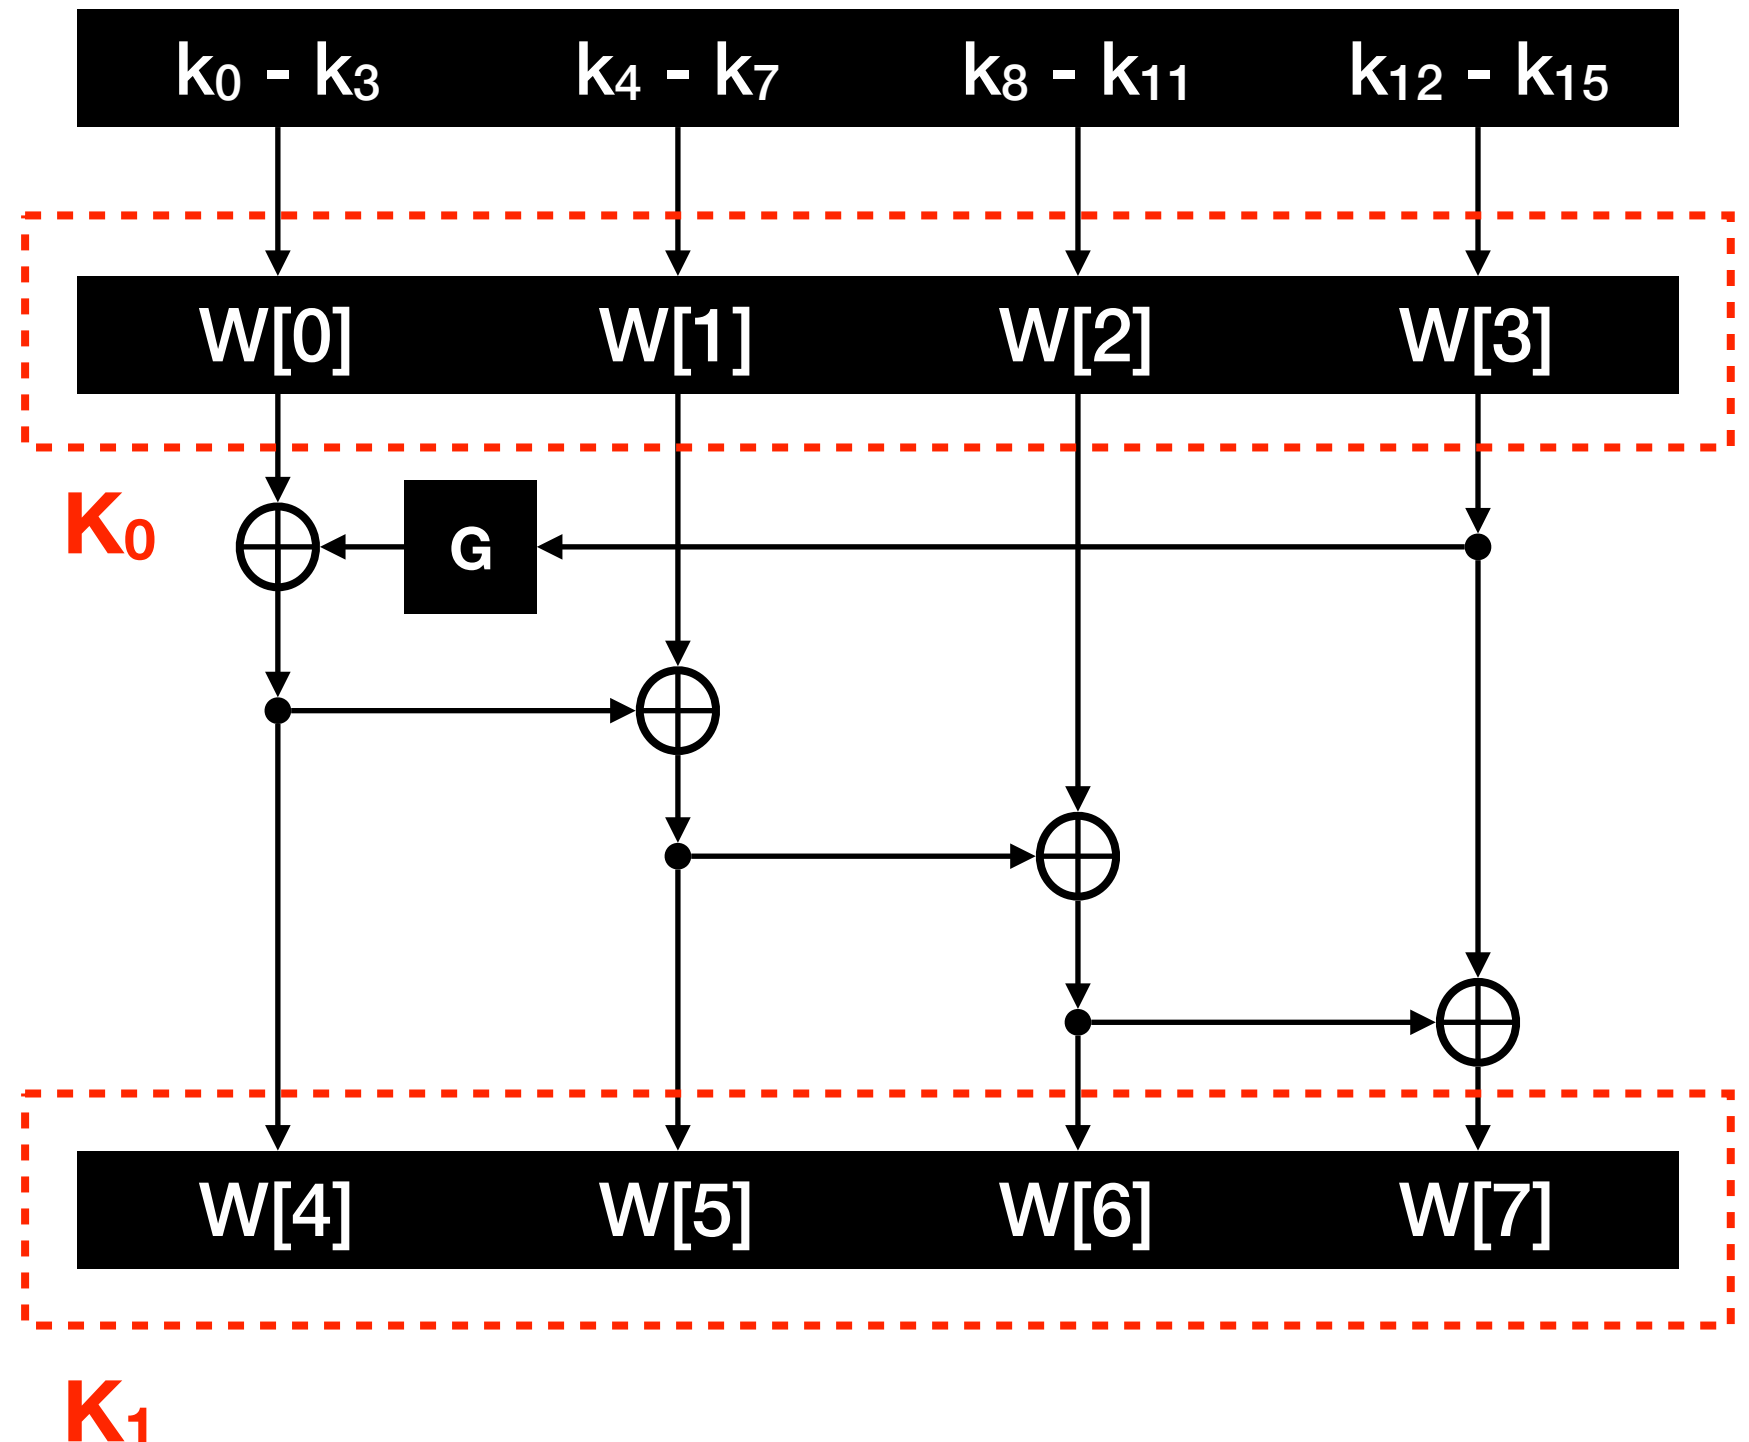 k₀ - k₃ k₄ - k₇ k₈ - k₁₁ k₁₂ - k₁₅
W[0] W[1] W[2] W[3]
K₀
G
W[4] W[5] W[6] W[7]
K₁